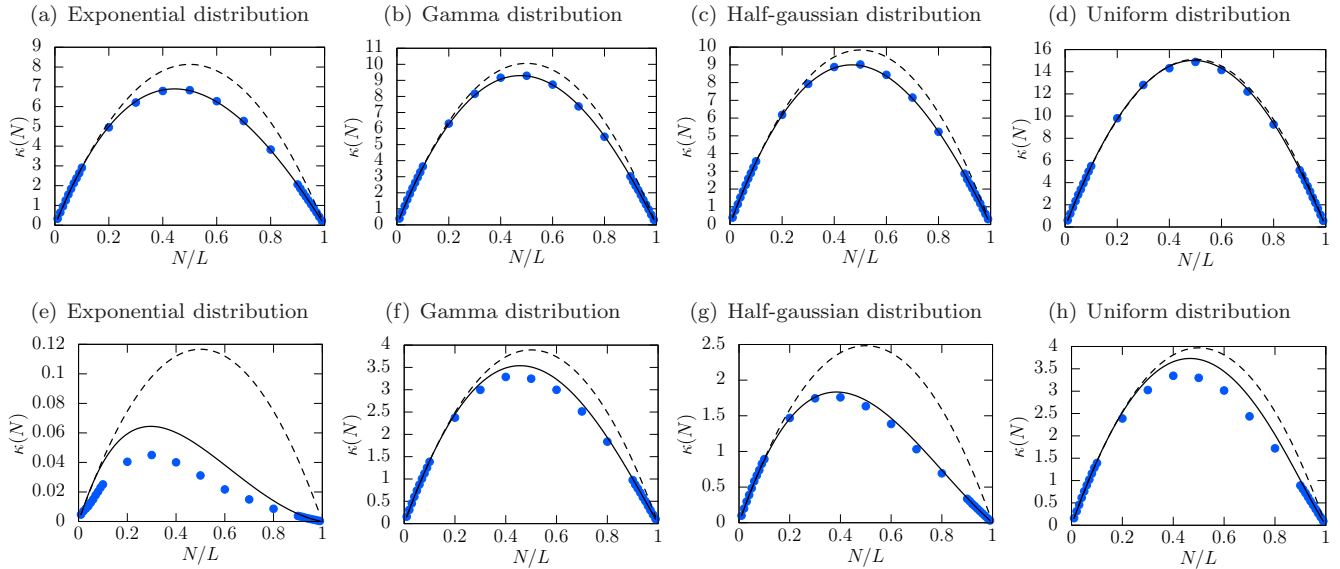 (a) Exponential distribution
(b) Gamma distribution
(c) Half-gaussian distribution
(d) Uniform distribution
κ(N)
9
8
7
6
5
4
3
2
1
0
0 0.2 0.4 0.6 0.8 1
N/L
κ(N)
11
10
9
8
7
6
5
4
3
2
1
0
0 0.2 0.4 0.6 0.8 1
N/L
κ(N)
10
9
8
7
6
5
4
3
2
1
0
0 0.2 0.4 0.6 0.8 1
N/L
κ(N)
16
14
12
10
8
6
4
2
0
0 0.2 0.4 0.6 0.8 1
N/L
(e) Exponential distribution
(f) Gamma distribution
(g) Half-gaussian distribution
(h) Uniform distribution
κ(N)
0.12
0.09
0.06
0.04
0.02
0
0 0.2 0.4 0.6 0.8 1
N/L
κ(N)
4
3.5
3
2.5
2
1.5
1
0.5
0
0 0.2 0.4 0.6 0.8 1
N/L
κ(N)
2.5
2
1.5
1
0.5
0
0 0.2 0.4 0.6 0.8 1
N/L
κ(N)
4
3.5
3
2.5
2
1.5
1
0.5
0
0 0.2 0.4 0.6 0.8 1
N/L